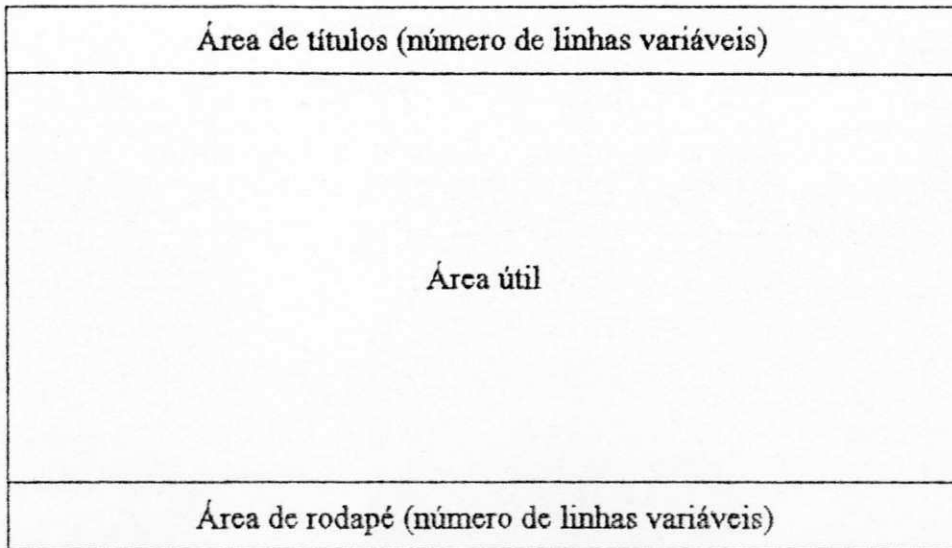 Área de títulos (número de linhas variáveis)
Área útil
Área de rodapé (número de linhas variáveis)